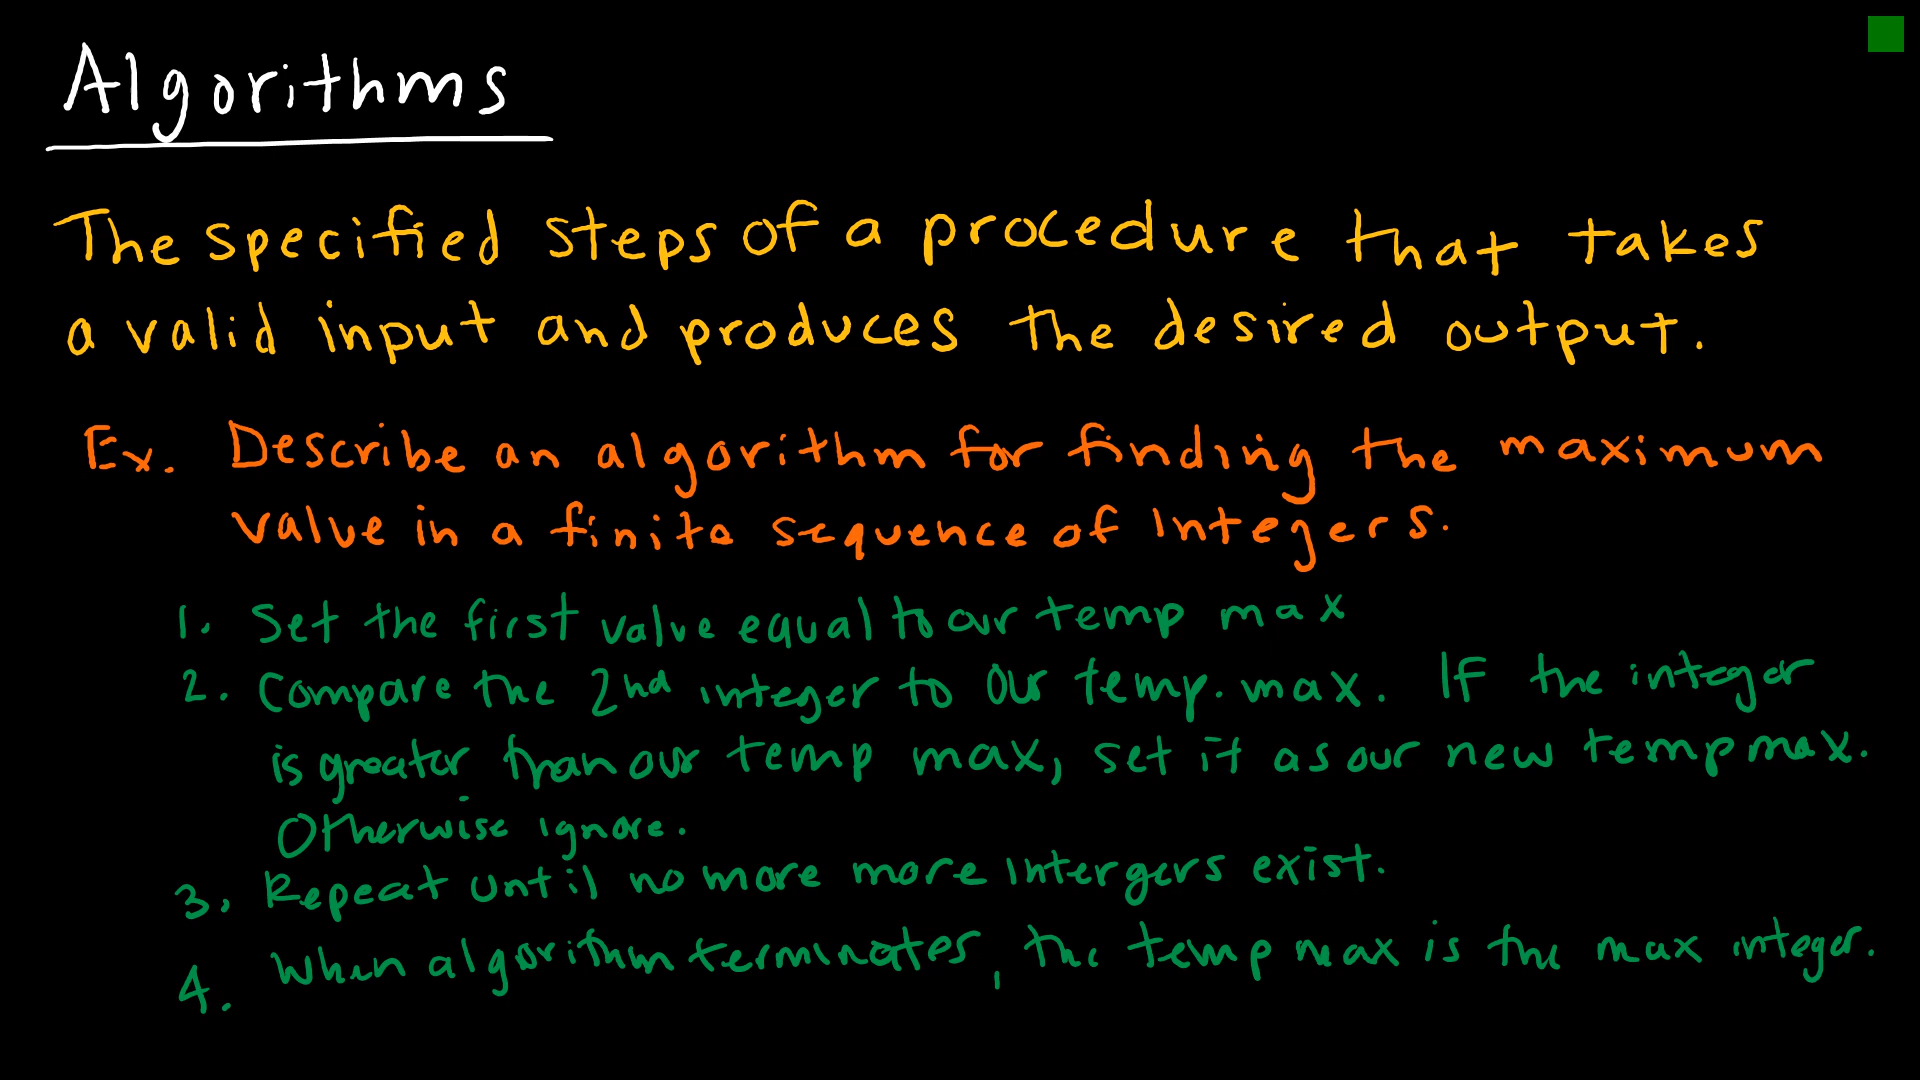 Algorithms
The specified steps of a procedure that takes
a valid input and produces the desired output.
Ex. Describe an algorithm for finding the maximum
value in a finite sequence of integers.
1. Set the first value equal to our temp max
2. Compare the 2nd integer to our temp. max. If the integer
is greater than our temp max, set it as our new temp max.
Otherwise ignore.
3. Repeat until no more more intergers exist.
4. When algorithm terminates, the temp max is the max integer.